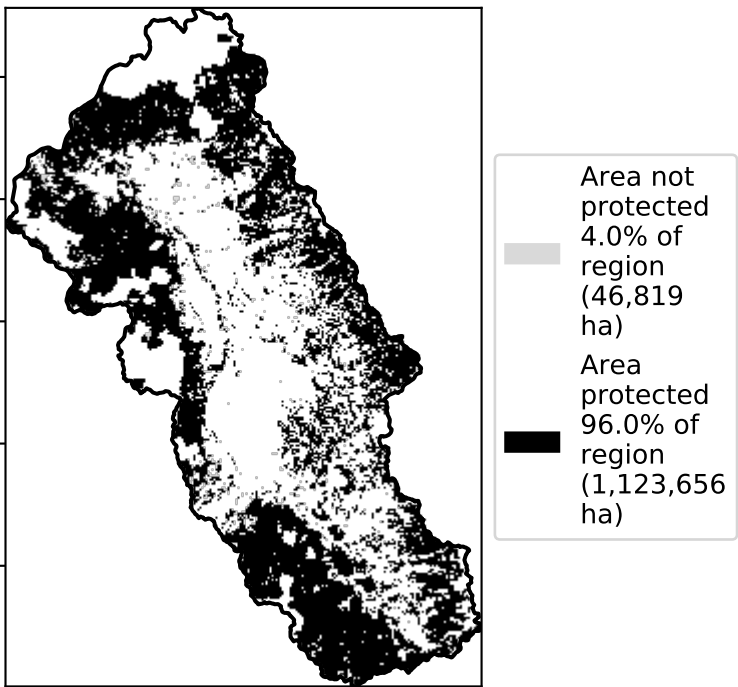 Area not
protected
4.0% of
region
(46,819
ha)
Area
protected
96.0% of
region
(1,123,656
ha)